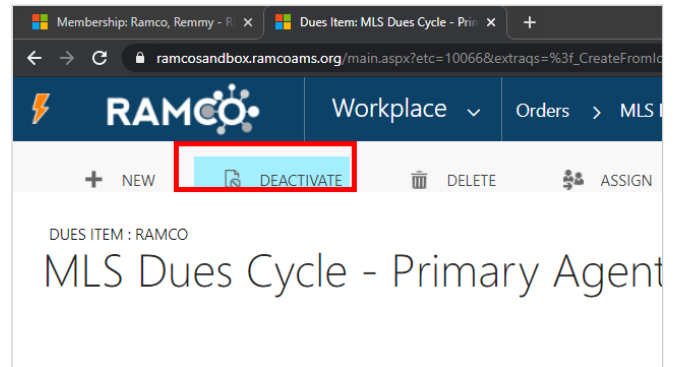 Membership: Ramco, Remmy - R
Dues Item: MLS Dues Cycle - Prin
ramcosandbox.ramcoams.org/main.aspx?etc=10066&extraqs=%3f_CreateFromId
RAMCO
Workplace
Orders > MLS
+ NEW
DEACTIVATE
DELETE
ASSIGN
DUES ITEM : RAMCO
MLS Dues Cycle - Primary Agent